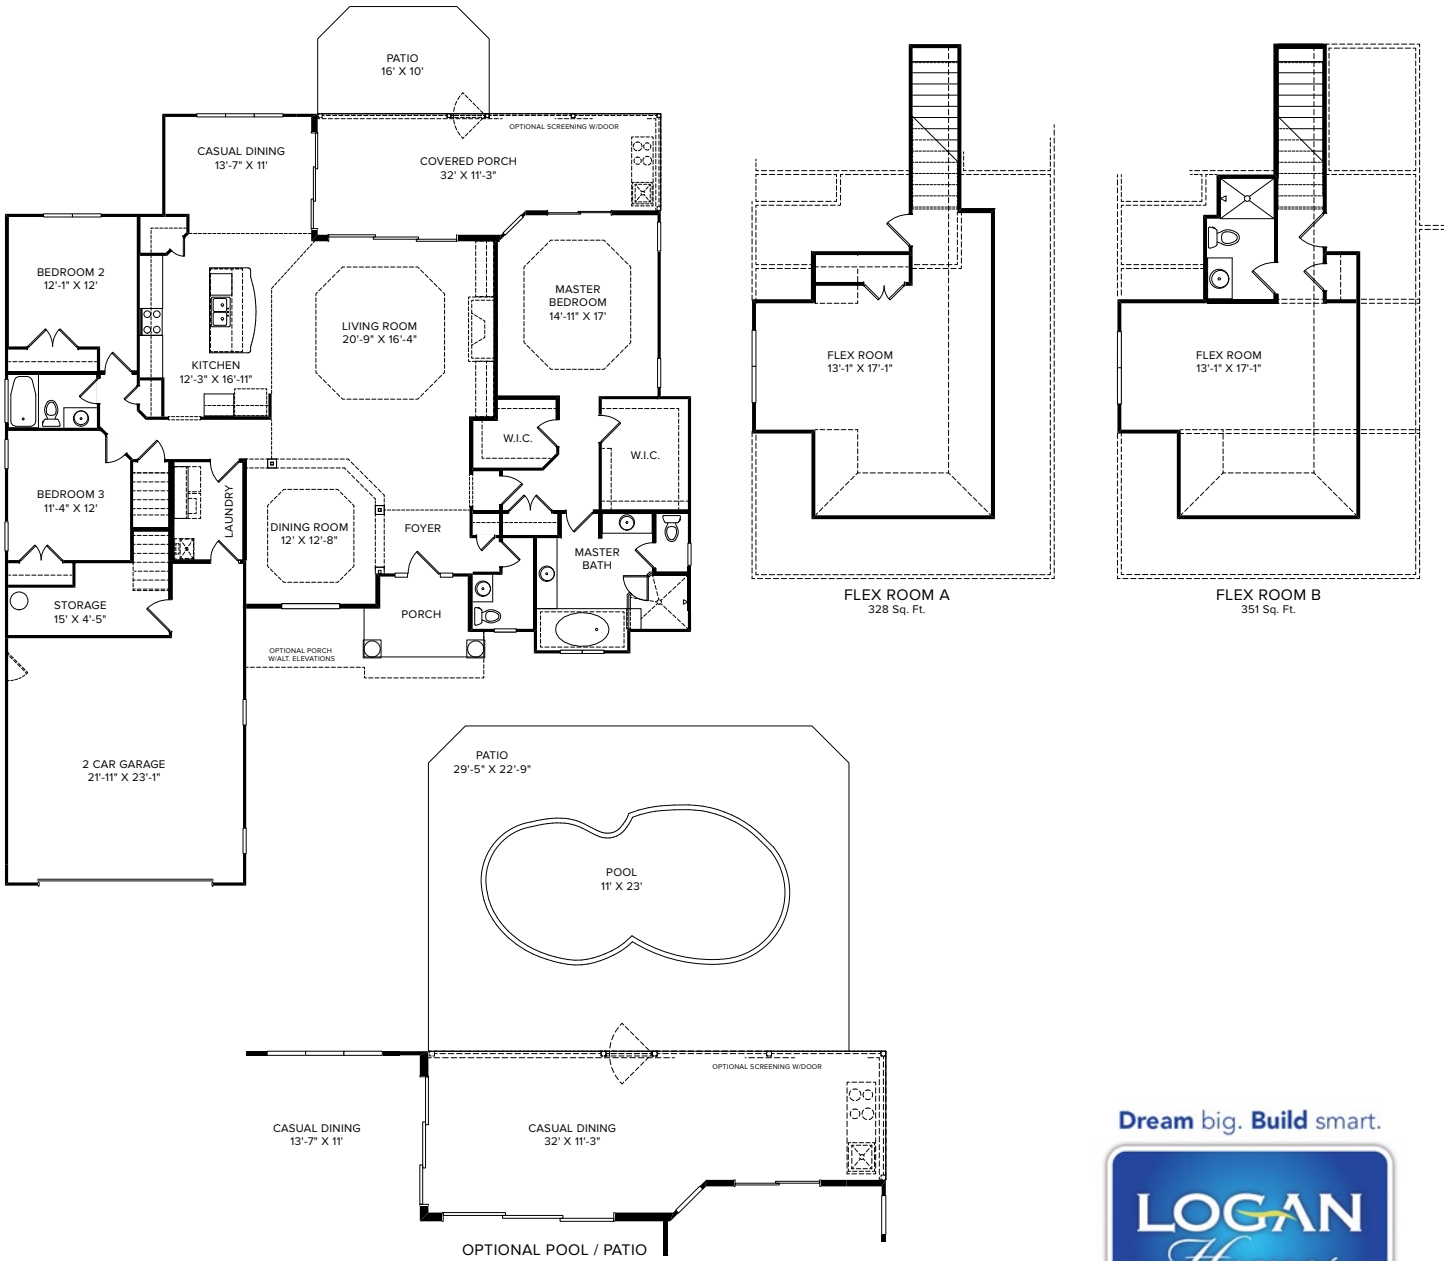 PATIO
16' X 10'
OPTIONAL SCREENING W/DOOR
CASUAL DINING
13'-7" X 11'
COVERED PORCH
32' X 11'-3"
BEDROOM 2
12'-1" X 12'
MASTER
BEDROOM
14'-11" X 17'
LIVING ROOM
20'-9" X 16'-4"
KITCHEN
12'-3" X 16'-11"
W.I.C.
W.I.C.
BEDROOM 3
11'-4" X 12'
LAUNDRY
DINING ROOM
12' X 12'-8"
FOYER
MASTER
BATH
STORAGE
15' X 4'-5"
PORCH
OPTIONAL PORCH
W/ALT. ELEVATIONS
2 CAR GARAGE
21'-11" X 23'-1"
FLEX ROOM
13'-1" X 17'-1"
FLEX ROOM A
328 Sq. Ft.
FLEX ROOM
13'-1" X 17'-1"
FLEX ROOM B
351 Sq. Ft.
PATIO
29'-5" X 22'-9"
POOL
11' X 23'
OPTIONAL SCREENING W/DOOR
CASUAL DINING
13'-7" X 11'
CASUAL DINING
32' X 11'-3"
OPTIONAL POOL / PATIO
Dream big. Build smart.
LOGAN